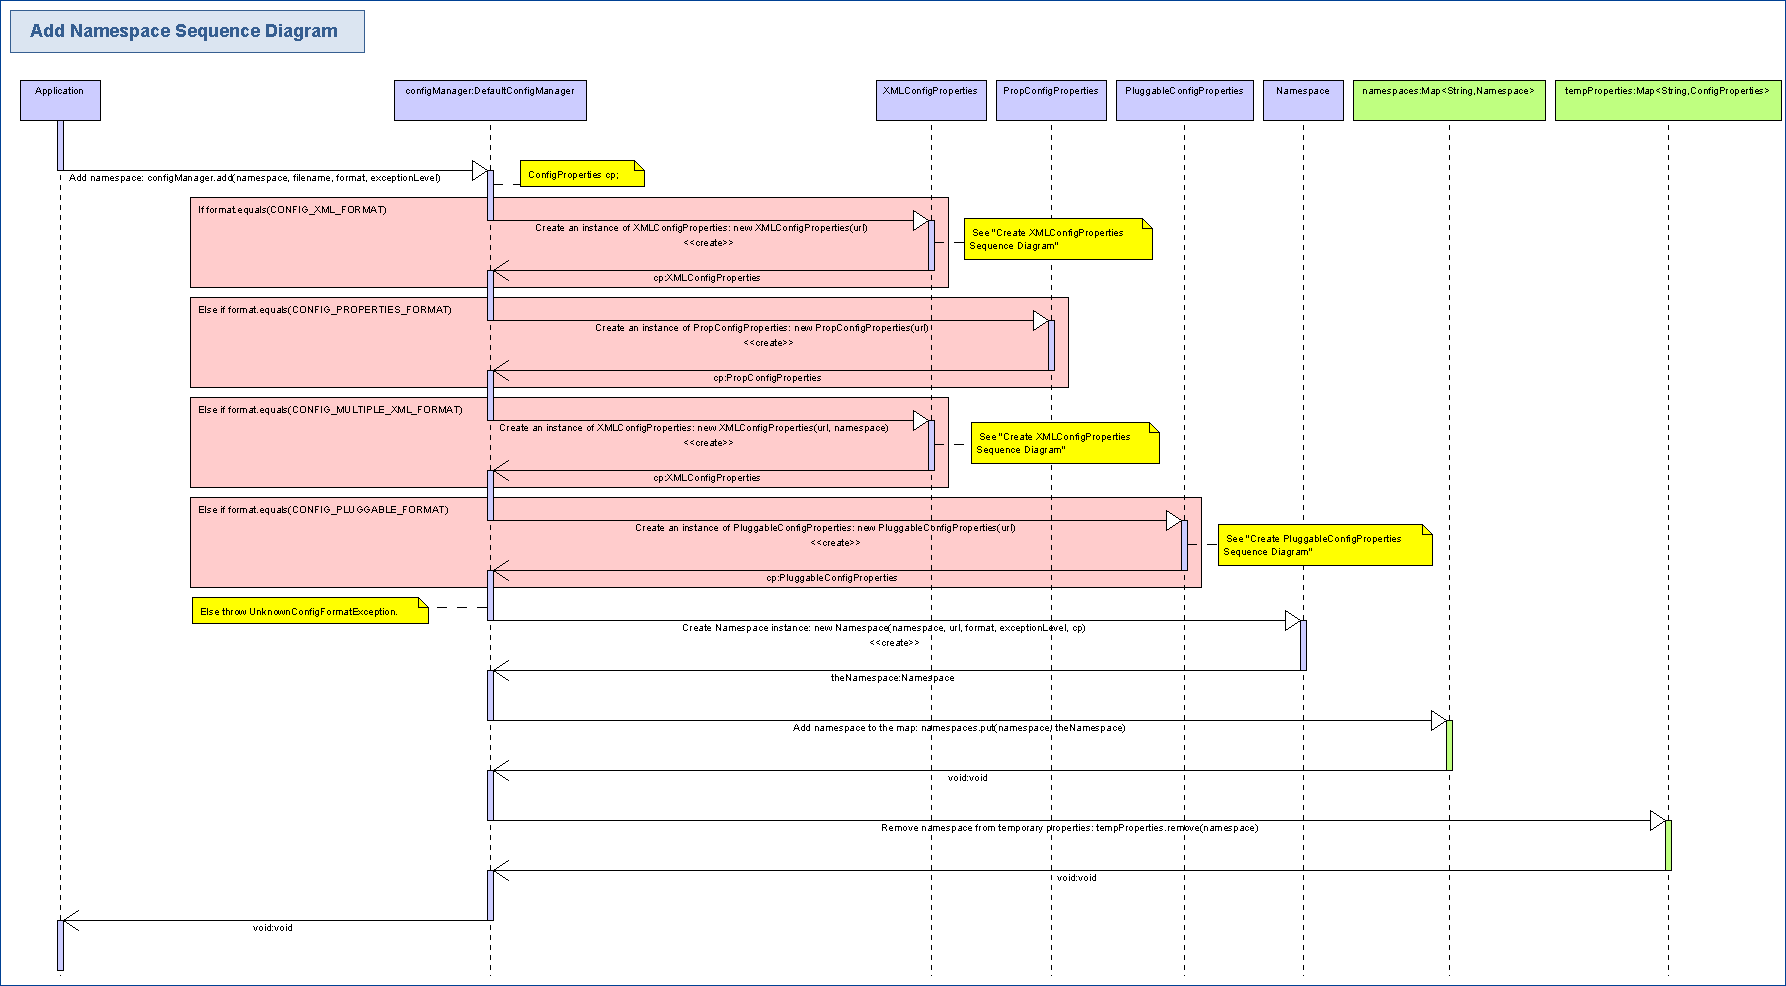 Add Namespace Sequence Diagram
Application
configManager:DefaultConfigManager
XMLConfigProperties
PropConfigProperties
PluggableConfigProperties
Namespace
namespaces:Map<String,Namespace>
tempProperties:Map<String,ConfigProperties>
Add namespace: configManager.add(namespace, filename, format, exceptionLevel)
ConfigProperties cp;
If format.equals(CONFIG_XML_FORMAT)
Create an instance of XMLConfigProperties: new XMLConfigProperties(url)
<<create>>
See "Create XMLConfigProperties
Sequence Diagram"
cp:XMLConfigProperties
Else if format.equals(CONFIG_PROPERTIES_FORMAT)
Create an instance of PropConfigProperties: new PropConfigProperties(url)
<<create>>
cp:PropConfigProperties
Else if format.equals(CONFIG_MULTIPLE_XML_FORMAT)
Create an instance of XMLConfigProperties: new XMLConfigProperties(url, namespace)
<<create>>
See "Create XMLConfigProperties
Sequence Diagram"
cp:XMLConfigProperties
Else if format.equals(CONFIG_PLUGGABLE_FORMAT)
Create an instance of PluggableConfigProperties: new PluggableConfigProperties(url)
<<create>>
See "Create PluggableConfigProperties
Sequence Diagram"
cp:PluggableConfigProperties
Else throw UnknownConfigFormatException.
Create Namespace instance: new Namespace(namespace, url, format, exceptionLevel, cp)
<<create>>
theNamespace:Namespace
Add namespace to the map: namespaces.put(namespace, theNamespace)
void:void
Remove namespace from temporary properties: tempProperties.remove(namespace)
void:void
void:void